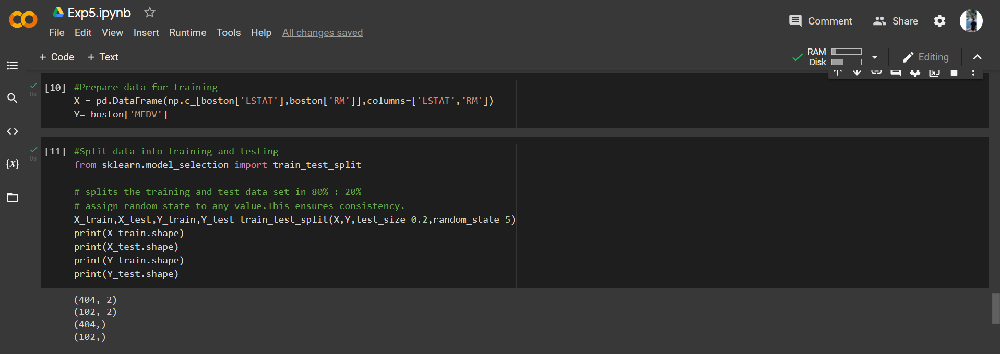 Exp5.ipynb
File Edit View Insert Runtime Tools Help All changes saved
Comment Share
+ Code + Text
RAM
Disk
Editing
[10] #Prepare data for training
0s
X = pd.DataFrame(np.c_[boston['LSTAT'],boston['RM']],columns=['LSTAT','RM'])
Y= boston['MEDV']
[11] #Split data into training and testing
0s
from sklearn.model_selection import train_test_split
# splits the training and test data set in 80% : 20%
# assign random_state to any value.This ensures consistency.
X_train,X_test,Y_train,Y_test=train_test_split(X,Y,test_size=0.2,random_state=5)
print(X_train.shape)
print(X_test.shape)
print(Y_train.shape)
print(Y_test.shape)
(404, 2)
(102, 2)
(404,)
(102,)